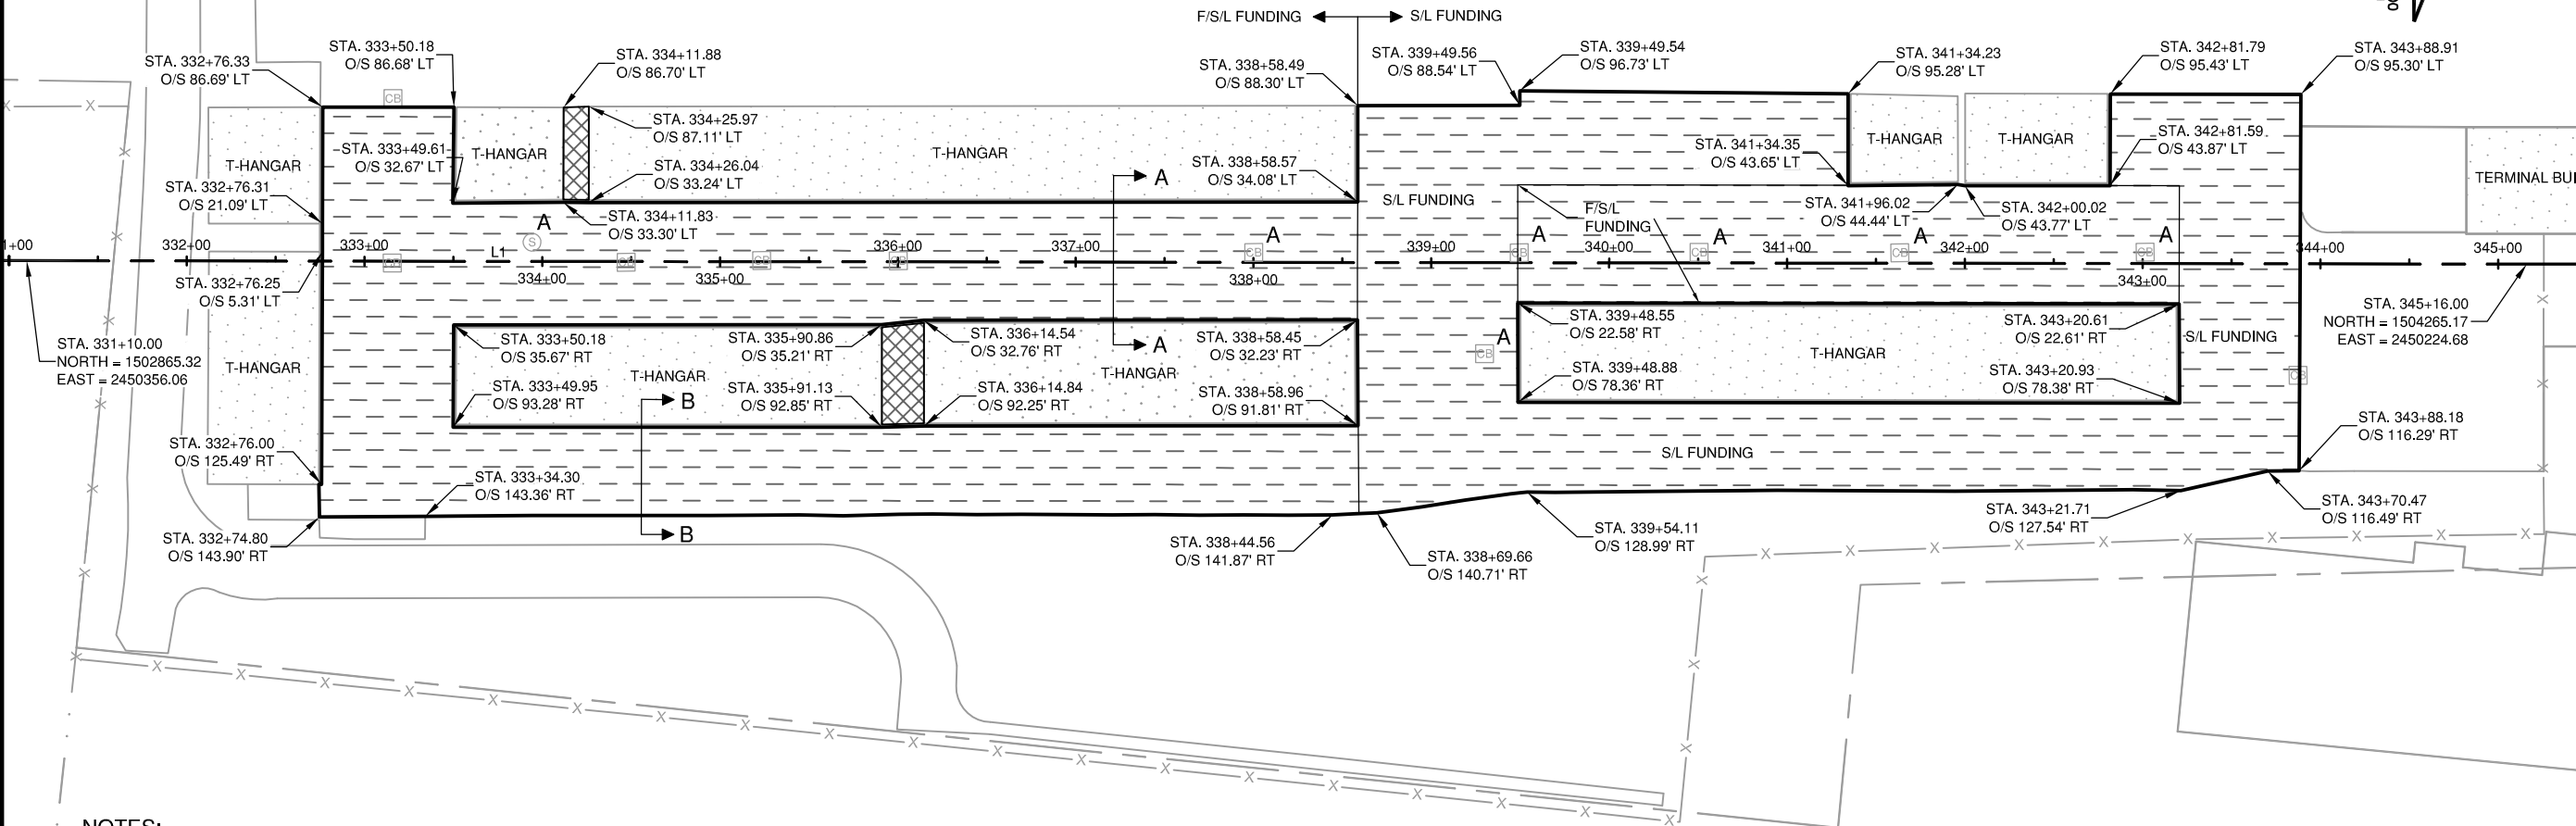 F/S/L FUNDING
S/L FUNDING
00
STA. 332+76.33
O/S 86.69' LT
STA. 333+50.18
O/S 86.68' LT
STA. 334+11.88
O/S 86.70' LT
STA. 338+58.49
O/S 88.30' LT
STA. 339+49.56
O/S 88.54' LT
STA. 339+49.54
O/S 96.73' LT
STA. 341+34.23
O/S 95.28' LT
STA. 342+81.79
O/S 95.43' LT
STA. 343+88.91
O/S 95.30' LT
CB
STA. 334+25.97
O/S 87.11' LT
T-HANGAR
STA. 333+49.61
O/S 32.67' LT
T-HANGAR
STA. 334+26.04
O/S 33.24' LT
T-HANGAR
STA. 338+58.57
O/S 34.08' LT
A
STA. 341+34.35
O/S 43.65' LT
T-HANGAR
T-HANGAR
STA. 342+81.59
O/S 43.87' LT
TERMINAL BUI
STA. 332+76.31
O/S 21.09' LT
STA. 334+11.83
O/S 33.30' LT
S/L FUNDING
F/S/L
FUNDING
STA. 341+96.02
O/S 44.44' LT
STA. 342+00.02
O/S 43.77' LT
A
S
A
A
A
A
A
1+00
332+00
333+00
L1
334+00
335+00
336+00
337+00
338+00
339+00
340+00
341+00
342+00
343+00
344+00
345+00
CB
CB
CB
CB
CB
CB
CB
CB
CB
STA. 332+76.25
O/S 5.31' LT
STA. 331+10.00
NORTH = 1502865.32
EAST = 2450356.06
T-HANGAR
STA. 333+50.18
O/S 35.67' RT
STA. 335+90.86
O/S 35.21' RT
STA. 336+14.54
O/S 32.76' RT
A
STA. 338+58.45
O/S 32.23' RT
A
CB
STA. 339+48.55
O/S 22.58' RT
STA. 343+20.61
O/S 22.61' RT
S/L FUNDING
STA. 345+16.00
NORTH = 1504265.17
EAST = 2450224.68
T-HANGAR
T-HANGAR
T-HANGAR
STA. 333+49.95
O/S 93.28' RT
B
STA. 335+91.13
O/S 92.85' RT
STA. 336+14.84
O/S 92.25' RT
STA. 338+58.96
O/S 91.81' RT
STA. 339+48.88
O/S 78.36' RT
STA. 343+20.93
O/S 78.38' RT
CB
STA. 332+76.00
O/S 125.49' RT
STA. 333+34.30
O/S 143.36' RT
S/L FUNDING
STA. 343+88.18
O/S 116.29' RT
STA. 332+74.80
O/S 143.90' RT
B
STA. 338+44.56
O/S 141.87' RT
STA. 338+69.66
O/S 140.71' RT
STA. 339+54.11
O/S 128.99' RT
STA. 343+21.71
O/S 127.54' RT
STA. 343+70.47
O/S 116.49' RT
NOTES: